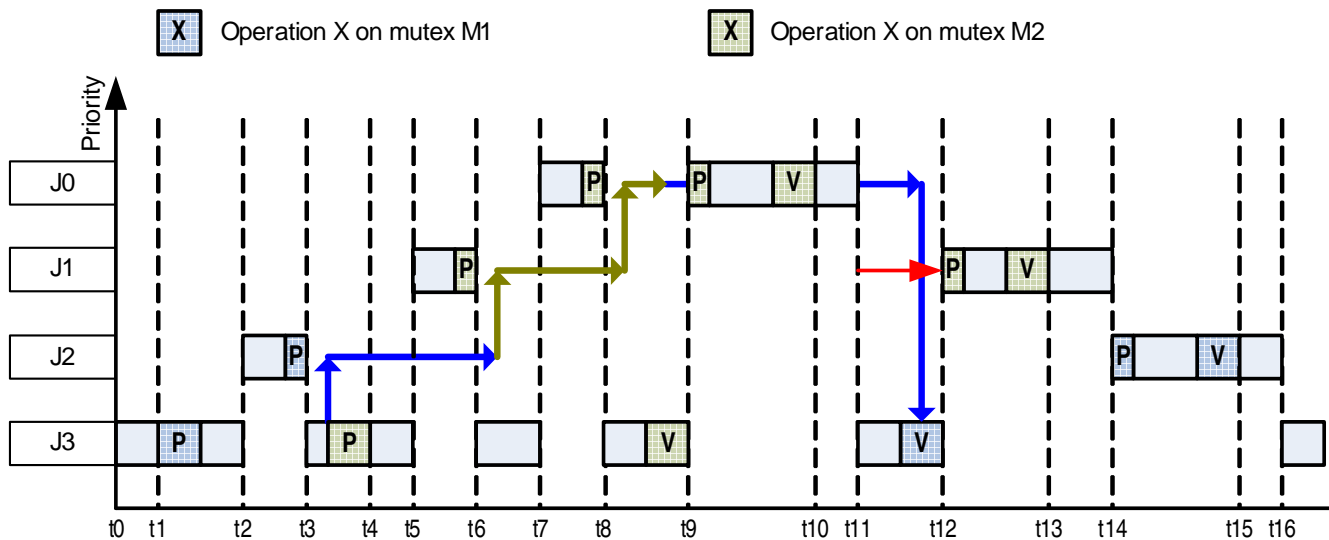 X Operation X on mutex M1
X Operation X on mutex M2
Priority
J0
P
P
V
J1
P
P
V
J2
P
P
V
J3
P
P
V
V
t0 t1 t2 t3 t4 t5 t6 t7 t8 t9 t10 t11 t12 t13 t14 t15 t16